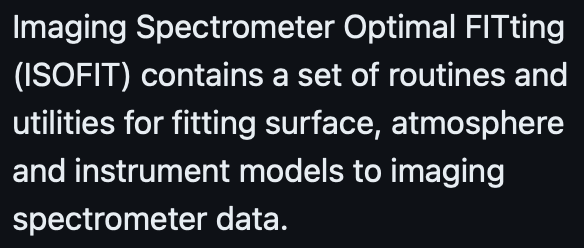 Imaging Spectrometer Optimal FITting
(ISOFIT) contains a set of routines and
utilities for fitting surface, atmosphere
and instrument models to imaging
spectrometer data.